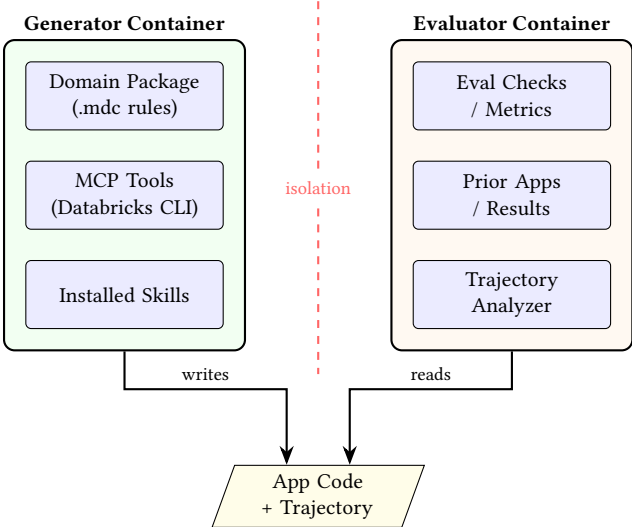 Generator Container
Domain Package
(.mdc rules)
MCP Tools
(Databricks CLI)
Installed Skills
isolation
Evaluator Container
Eval Checks
/ Metrics
Prior Apps
/ Results
Trajectory
Analyzer
writes
reads
App Code
+ Trajectory